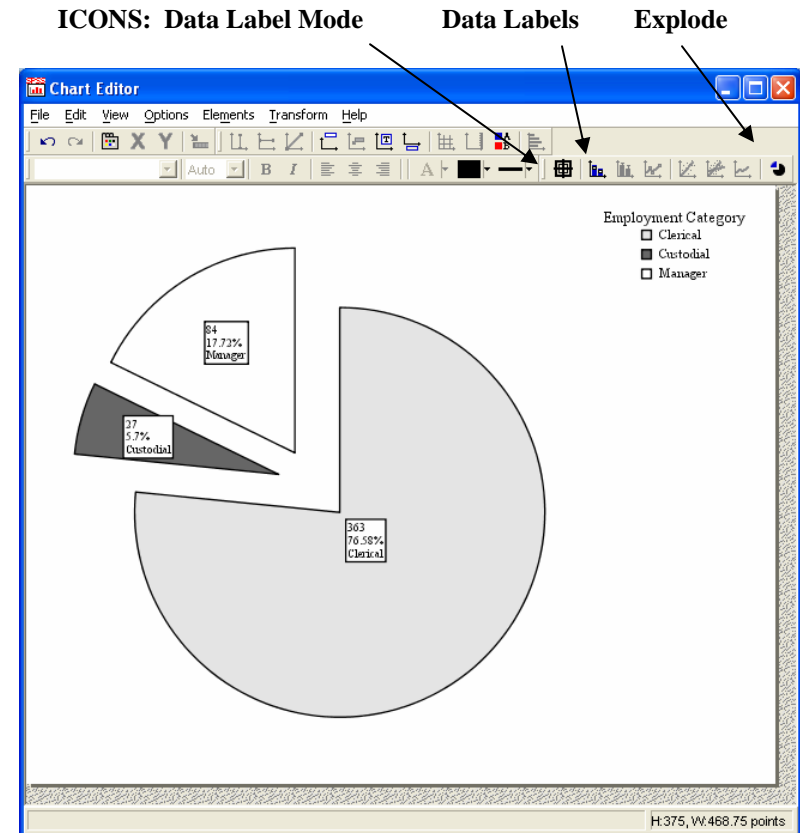 ICONS: Data Label Mode Data Labels Explode
Chart Editor
File Edit View Options Elements Transform Help
X Y T A B
Auto B I A
Employment Category
Clerical
Custodial
Manager
84
17.72%
Manager
27
5.7%
Custodial
363
76.58%
Clerical
H:375, W:468.75 points